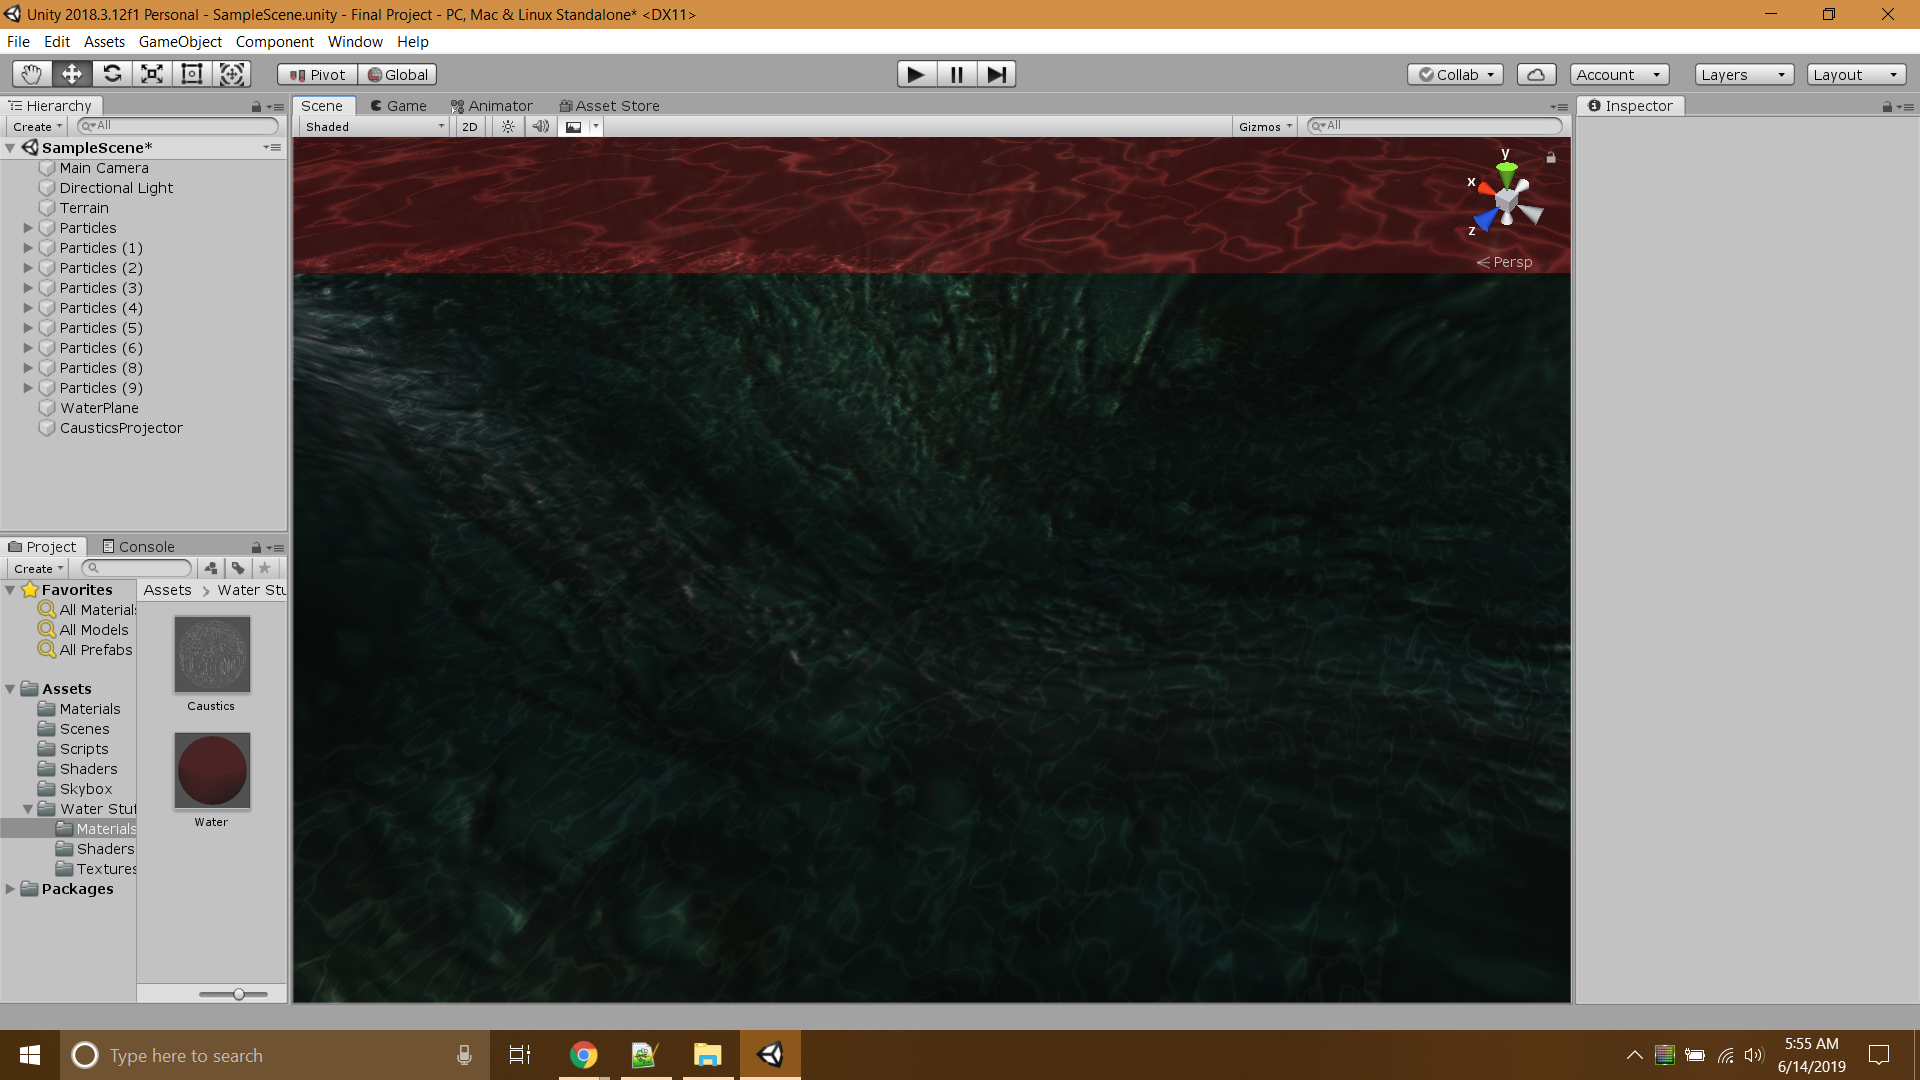 Unity 2018.3.12f1 Personal - SampleScene.unity - Final Project - PC, Mac & Linux Standalone* <DX11>
File Edit Assets GameObject Component Window Help
Pivot Global Collab Account Layers Layout
Hierarchy
Create All
SampleScene*
Main Camera
Directional Light
Terrain
Particles
Particles (1)
Particles (2)
Particles (3)
Particles (4)
Particles (5)
Particles (6)
Particles (8)
Particles (9)
WaterPlane
CausticsProjector
Scene Game Animator Asset Store
Shaded 2D Gizmos All
y
x
z
Persp
Inspector
Project Console
Create
Favorites
All Materials
All Models
All Prefabs
Assets
Materials
Scenes
Scripts
Shaders
Skybox
Water Stuf
Materials
Shaders
Textures
Packages
Assets > Water Stu
Caustics
Water
Type here to search
5:55 AM
6/14/2019